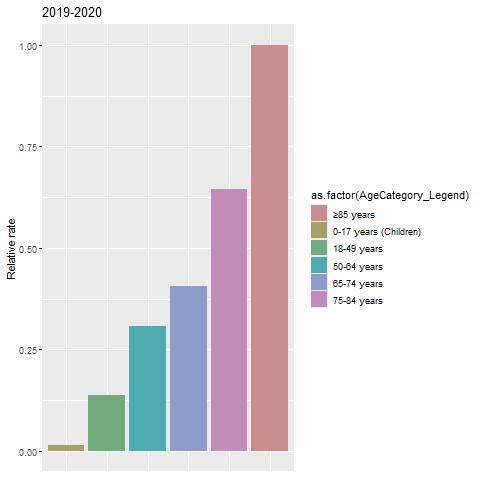 2019-2020
1.00
0.75
0.50
0.25
0.00
Relative rate
as.factor(AgeCategory_Legend)
≥85 years
0-17 years (Children)
18-49 years
50-64 years
65-74 years
75-84 years